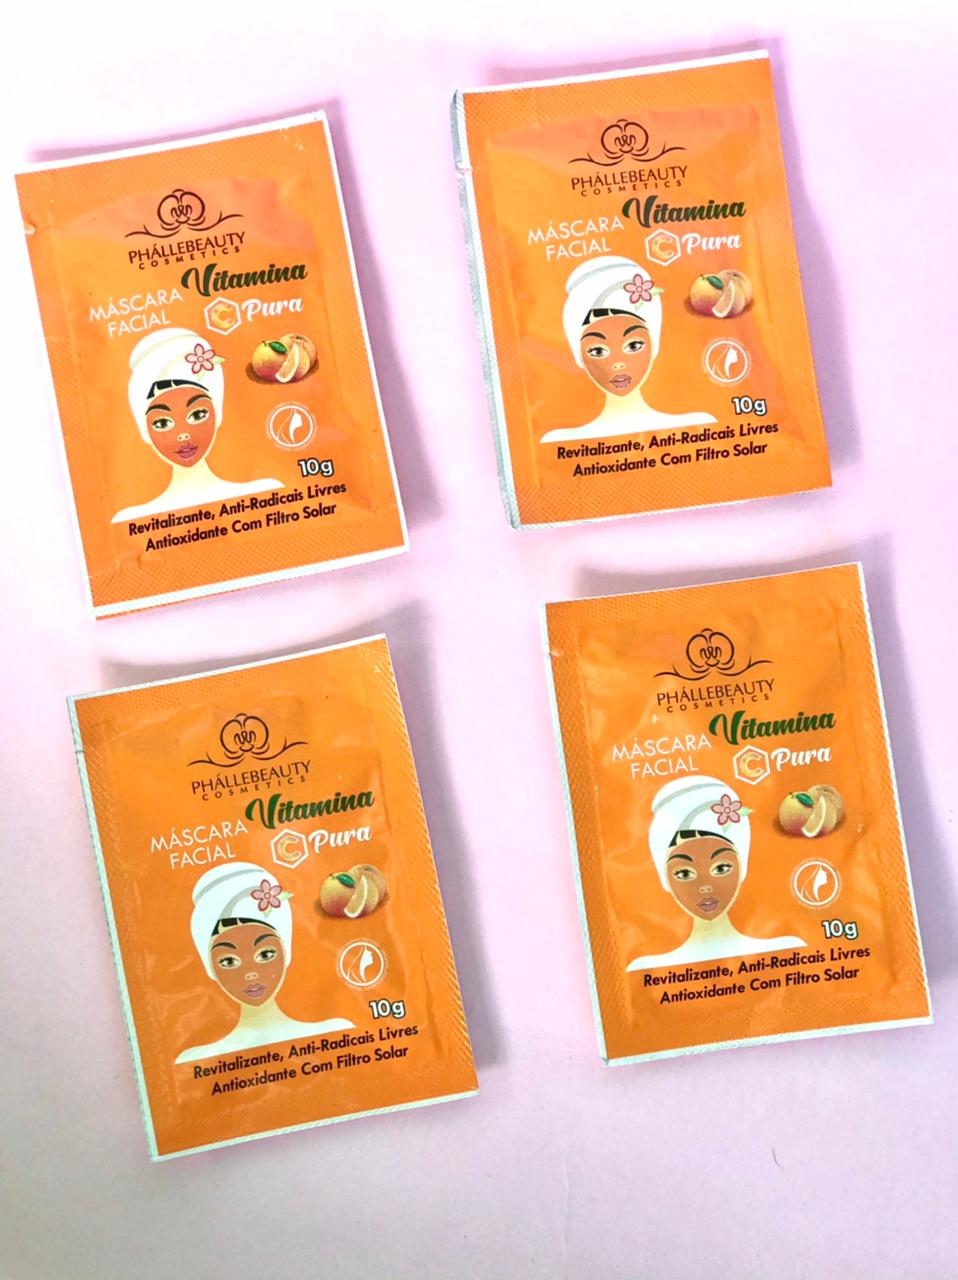 PHÁLLEBEAUTY
COSMETICS
MÁSCARA Vitamina
FACIAL C Pura
10g
Revitalizante, Anti-Radicais Livres
Antioxidante Com Filtro Solar
PHÁLLEBEAUTY
COSMETICS
MÁSCARA Vitamina
FACIAL C Pura
10g
Revitalizante, Anti-Radicais Livres
Antioxidante Com Filtro Solar
PHÁLLEBEAUTY
COSMETICS
MÁSCARA Vitamina
FACIAL C Pura
10g
Revitalizante, Anti-Radicais Livres
Antioxidante Com Filtro Solar
PHÁLLEBEAUTY
COSMETICS
MÁSCARA Vitamina
FACIAL C Pura
10g
Revitalizante, Anti-Radicais Livres
Antioxidante Com Filtro Solar